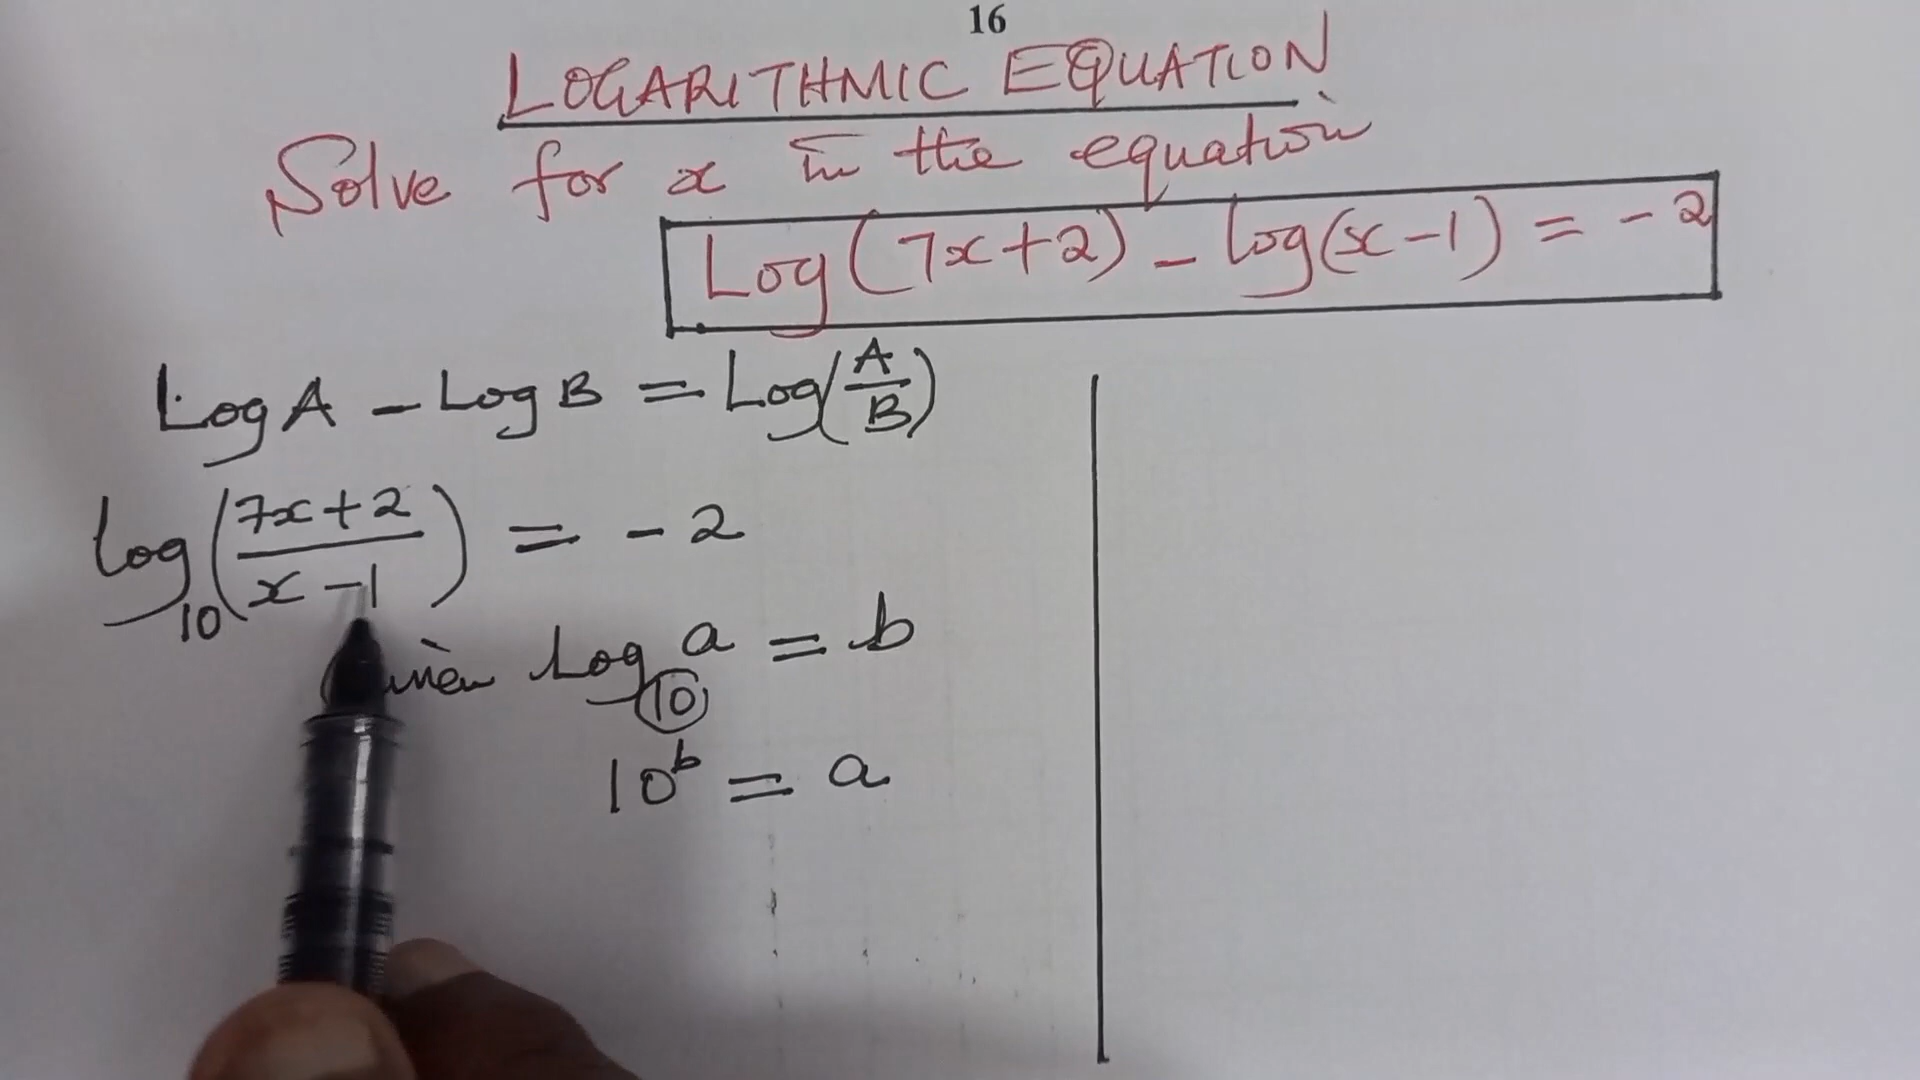 16
LOGARITHMIC EQUATION
Solve for x in the equation
Log(7x+2) - log(x-1) = -2
Log A - Log B = Log(A/B)
log₁₀((7x+2)/(x-1)) = -2
Log₁₀ a = b
10ᵇ = a